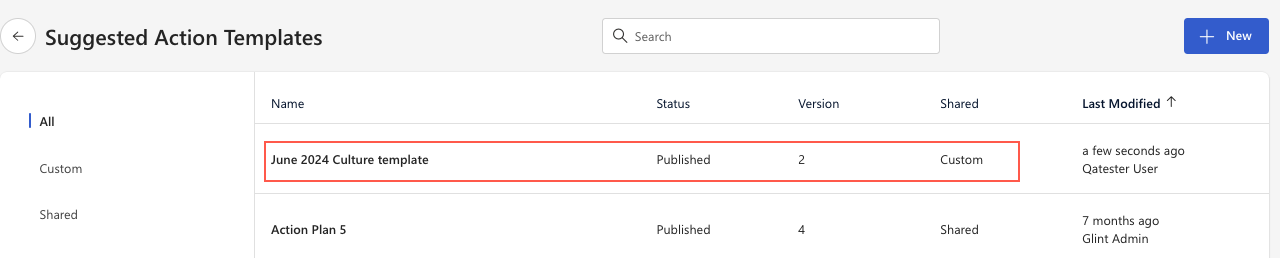 Suggested Action Templates
Search
New
All
Custom
Shared
Name Status Version Shared Last Modified
June 2024 Culture template Published 2 Custom a few seconds ago
Qatester User
Action Plan 5 Published 4 Shared 7 months ago
Glint Admin